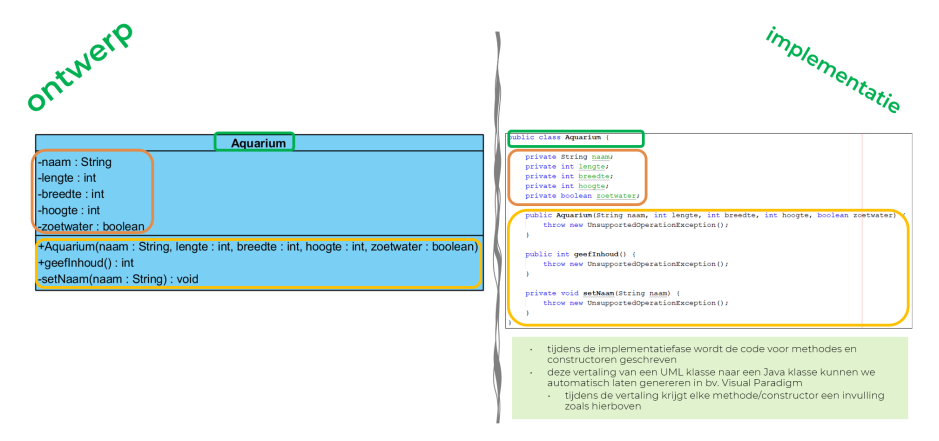 ontwerp
Aquarium
-naam : String
-lengte : int
-breedte : int
-hoogte : int
-zoetwater : boolean
+Aquarium(naam : String, lengte : int, breedte : int, hoogte : int, zoetwater : boolean)
+geefInhoud() : int
-setNaam(naam : String) : void
implementatie
public class Aquarium {
private String naam;
private int lengte;
private int breedte;
private int hoogte;
private boolean zoetwater;
public Aquarium(String naam, int lengte, int breedte, int hoogte, boolean zoetwater) {
throw new UnsupportedOperationException();
}
public int geefInhoud() {
throw new UnsupportedOperationException();
}
private void setNaam(String naam) {
throw new UnsupportedOperationException();
}
}
• tijdens de implementatiefase wordt de code voor methodes en
constructoren geschreven
• deze vertaling van een UML klasse naar een Java klasse kunnen we
automatisch laten genereren in bv. Visual Paradigm
• tijdens de vertaling krijgt elke methode/constructor een invulling
zoals hierboven